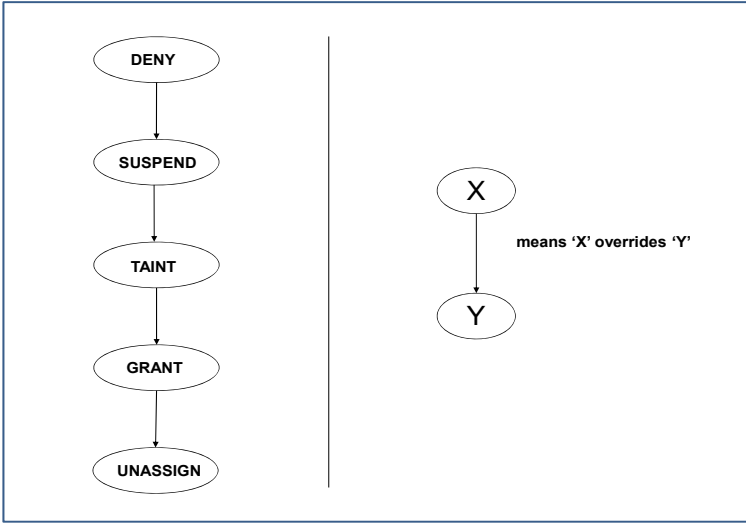 DENY
SUSPEND
TAINT
GRANT
UNASSIGN
X
means ‘X’ overrides ‘Y’
Y